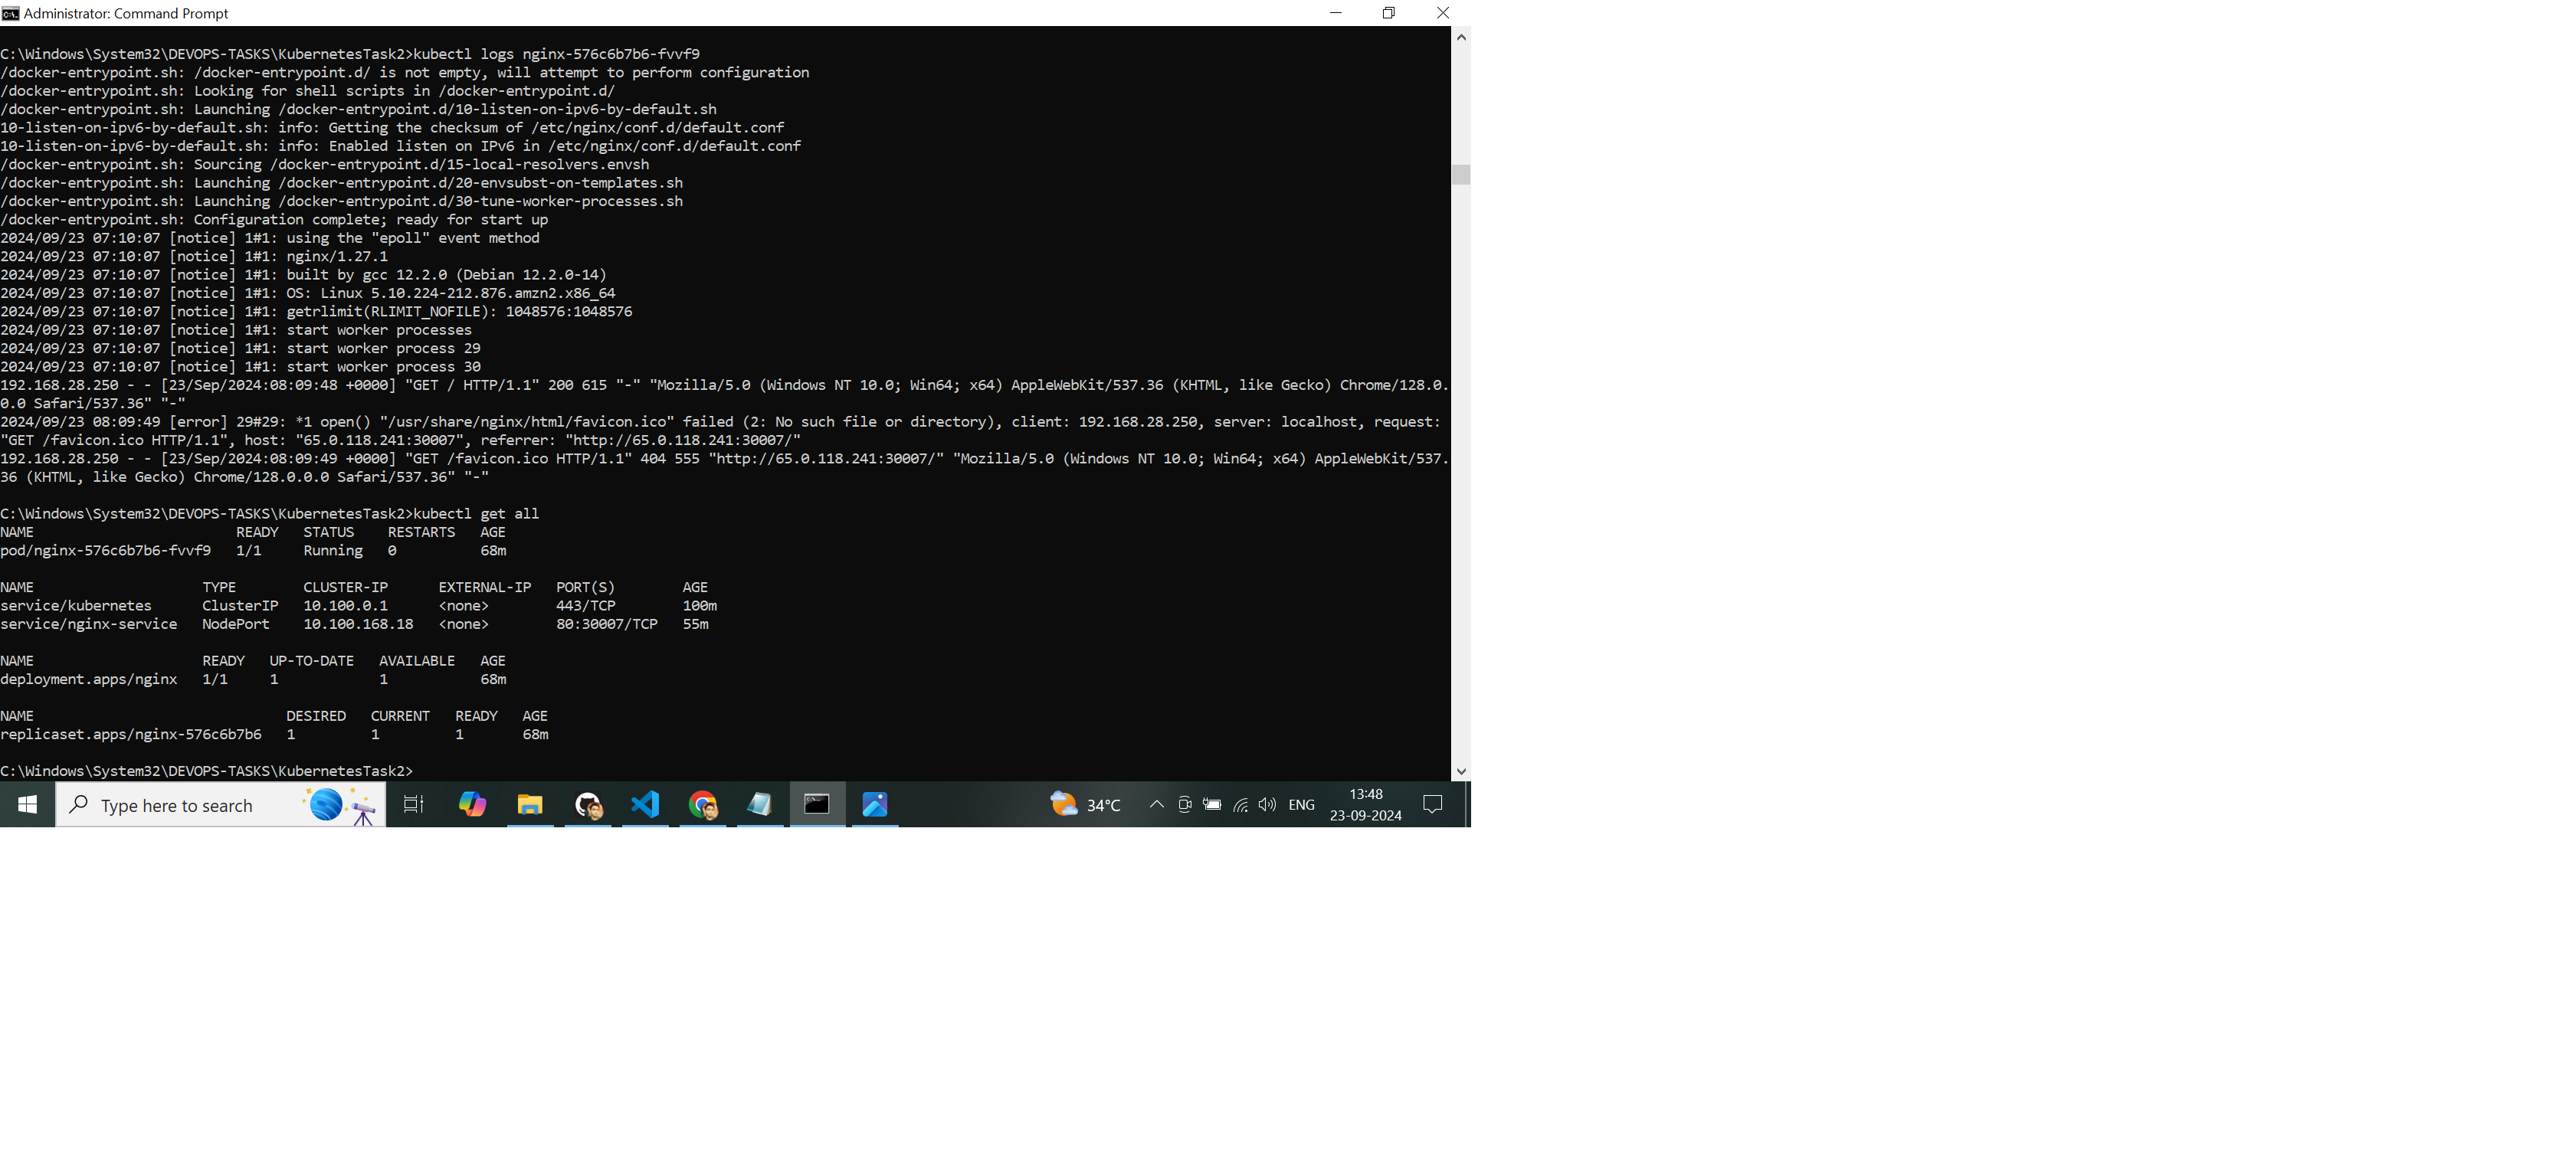 Administrator: Command Prompt
C:\Windows\System32\DEVOPS-TASKS\KubernetesTask2>kubectl logs nginx-576c6b7b6-fvvf9
/docker-entrypoint.sh: /docker-entrypoint.d/ is not empty, will attempt to perform configuration
/docker-entrypoint.sh: Looking for shell scripts in /docker-entrypoint.d/
/docker-entrypoint.sh: Launching /docker-entrypoint.d/10-listen-on-ipv6-by-default.sh
10-listen-on-ipv6-by-default.sh: info: Getting the checksum of /etc/nginx/conf.d/default.conf
10-listen-on-ipv6-by-default.sh: info: Enabled listen on IPv6 in /etc/nginx/conf.d/default.conf
/docker-entrypoint.sh: Sourcing /docker-entrypoint.d/15-local-resolvers.envsh
/docker-entrypoint.sh: Launching /docker-entrypoint.d/20-envsubst-on-templates.sh
/docker-entrypoint.sh: Launching /docker-entrypoint.d/30-tune-worker-processes.sh
/docker-entrypoint.sh: Configuration complete; ready for start up
2024/09/23 07:10:07 [notice] 1#1: using the "epoll" event method
2024/09/23 07:10:07 [notice] 1#1: nginx/1.27.1
2024/09/23 07:10:07 [notice] 1#1: built by gcc 12.2.0 (Debian 12.2.0-14)
2024/09/23 07:10:07 [notice] 1#1: OS: Linux 5.10.224-212.876.amzn2.x86_64
2024/09/23 07:10:07 [notice] 1#1: getrlimit(RLIMIT_NOFILE): 1048576:1048576
2024/09/23 07:10:07 [notice] 1#1: start worker processes
2024/09/23 07:10:07 [notice] 1#1: start worker process 29
2024/09/23 07:10:07 [notice] 1#1: start worker process 30
192.168.28.250 - - [23/Sep/2024:08:09:48 +0000] "GET / HTTP/1.1" 200 615 "-" "Mozilla/5.0 (Windows NT 10.0; Win64; x64) AppleWebKit/537.36 (KHTML, like Gecko) Chrome/128.0.
0.0 Safari/537.36" "-"
2024/09/23 08:09:49 [error] 29#29: *1 open() "/usr/share/nginx/html/favicon.ico" failed (2: No such file or directory), client: 192.168.28.250, server: localhost, request:
"GET /favicon.ico HTTP/1.1", host: "65.0.118.241:30007", referrer: "http://65.0.118.241:30007/"
192.168.28.250 - - [23/Sep/2024:08:09:49 +0000] "GET /favicon.ico HTTP/1.1" 404 555 "http://65.0.118.241:30007/" "Mozilla/5.0 (Windows NT 10.0; Win64; x64) AppleWebKit/537.
36 (KHTML, like Gecko) Chrome/128.0.0.0 Safari/537.36" "-"
C:\Windows\System32\DEVOPS-TASKS\KubernetesTask2>kubectl get all
NAME READY STATUS RESTARTS AGE
pod/nginx-576c6b7b6-fvvf9 1/1 Running 0 68m
NAME TYPE CLUSTER-IP EXTERNAL-IP PORT(S) AGE
service/kubernetes ClusterIP 10.100.0.1 <none> 443/TCP 100m
service/nginx-service NodePort 10.100.168.18 <none> 80:30007/TCP 55m
NAME READY UP-TO-DATE AVAILABLE AGE
deployment.apps/nginx 1/1 1 1 68m
NAME DESIRED CURRENT READY AGE
replicaset.apps/nginx-576c6b7b6 1 1 1 68m
C:\Windows\System32\DEVOPS-TASKS\KubernetesTask2>
Type here to search
34°C
ENG
13:48
23-09-2024